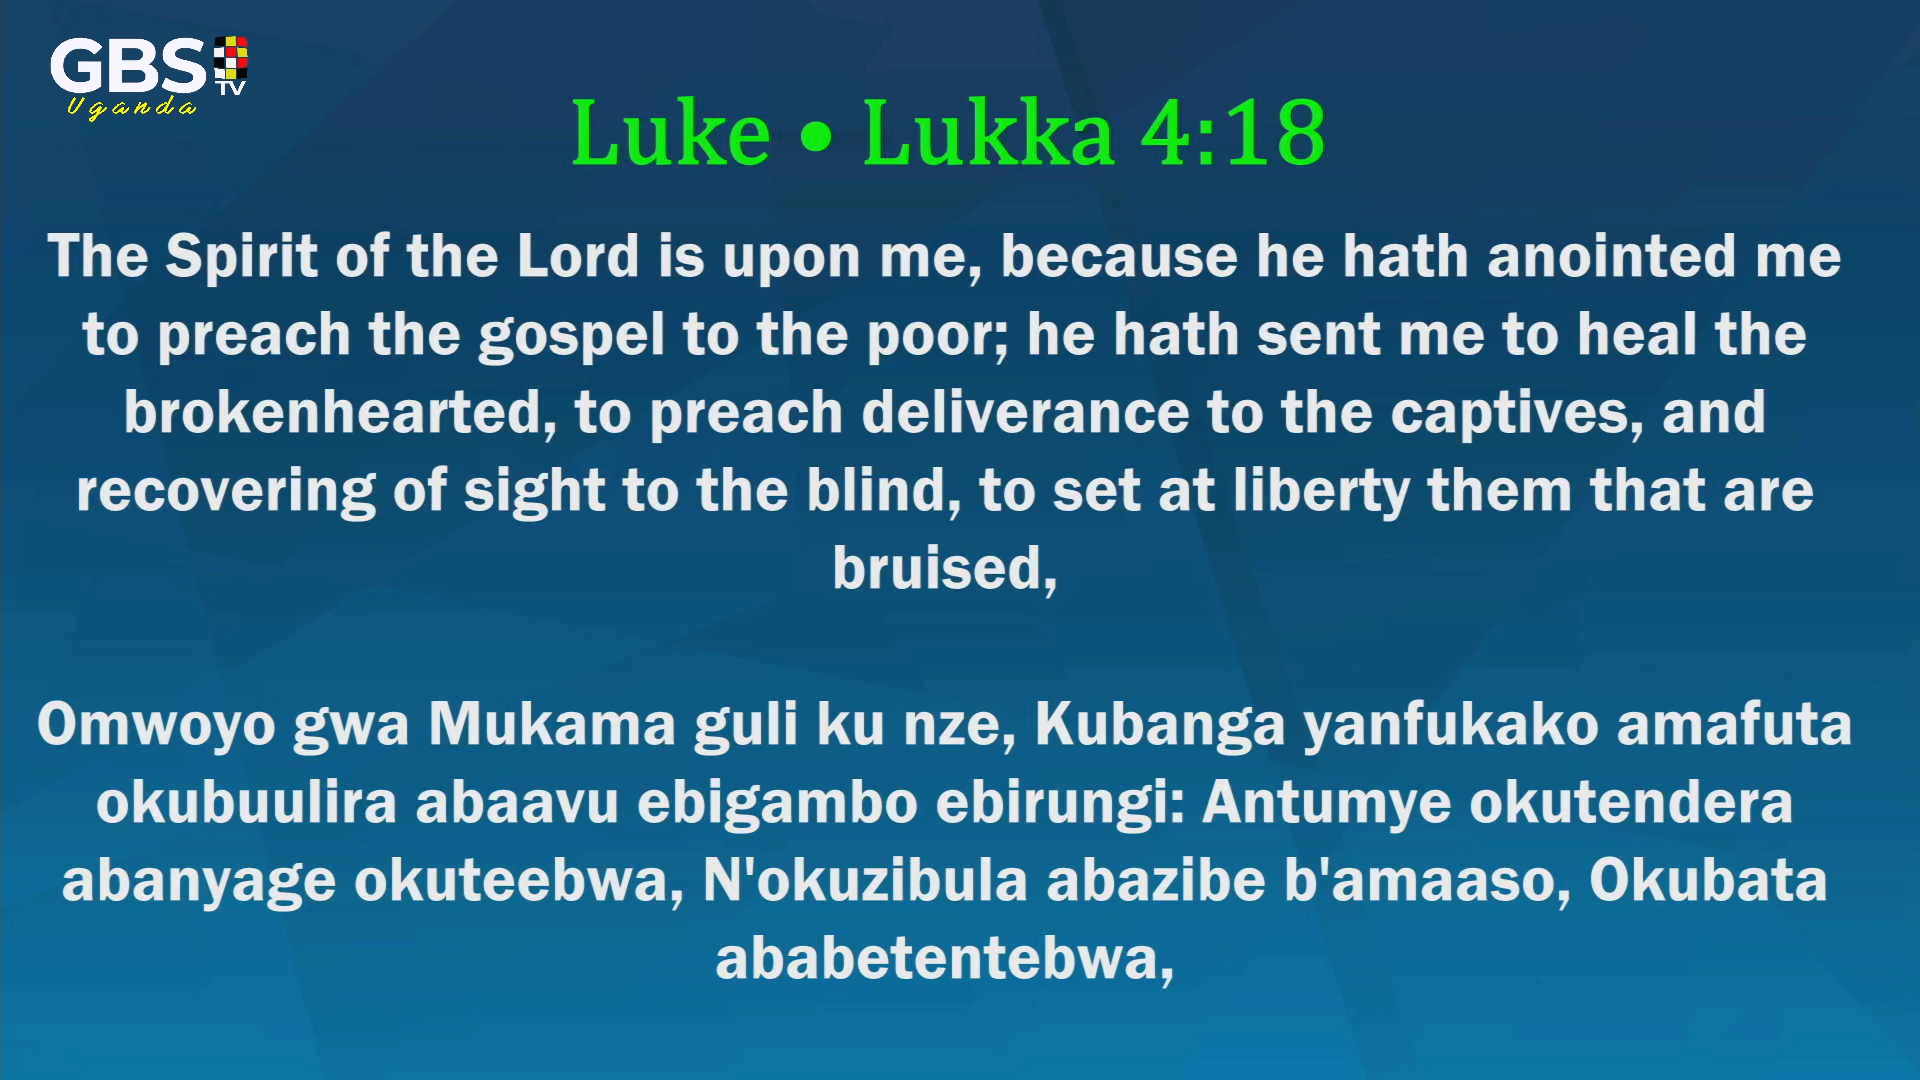 GBS TV
Uganda
Luke • Lukka 4:18
The Spirit of the Lord is upon me, because he hath anointed me
to preach the gospel to the poor; he hath sent me to heal the
brokenhearted, to preach deliverance to the captives, and
recovering of sight to the blind, to set at liberty them that are
bruised,
Omwoyo gwa Mukama guli ku nze, Kubanga yanfukako amafuta
okubuulira abaavu ebigambo ebirungi: Antumye okutendera
abanyage okuteebwa, N'okuzibula abazibe b'amaaso, Okubata
ababetentebwa,